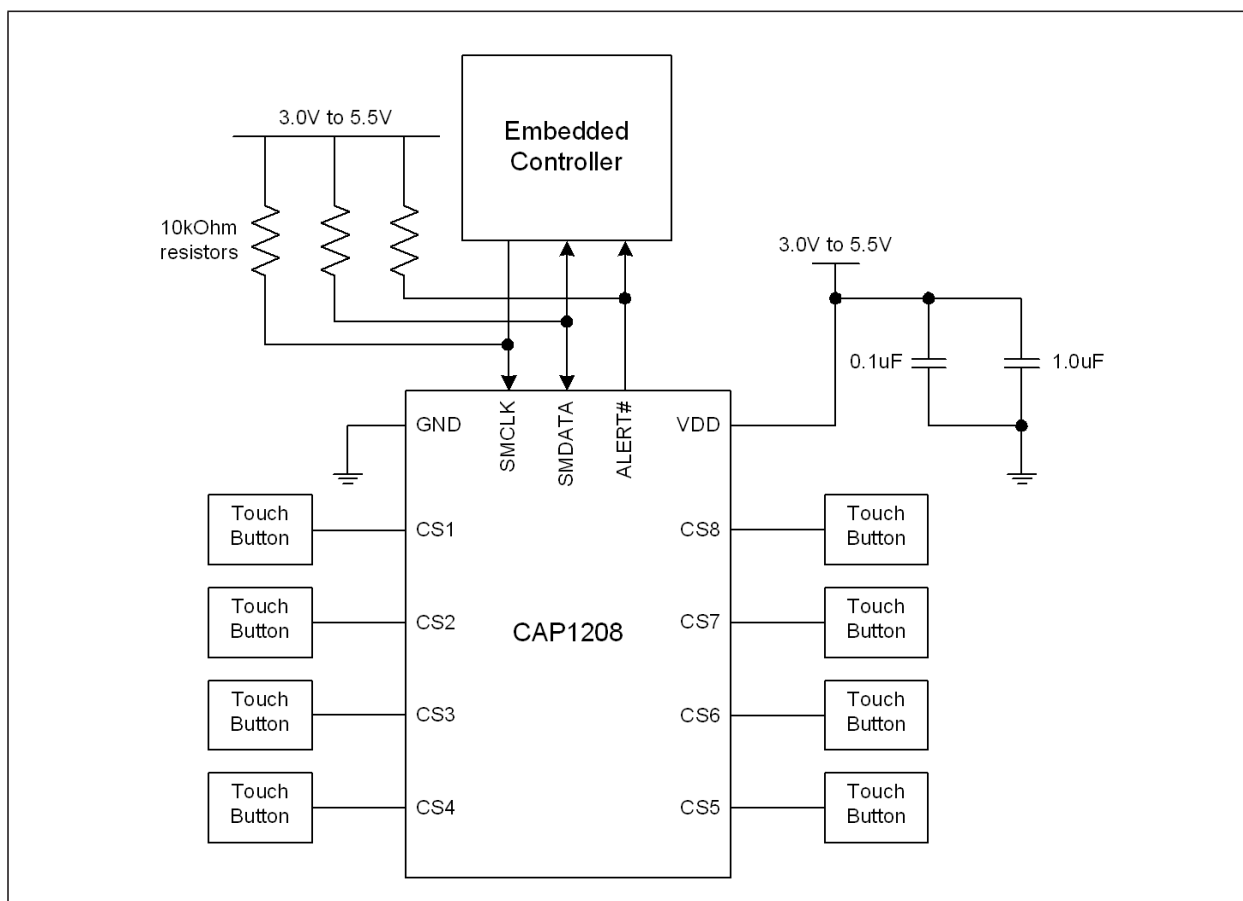 Embedded
Controller
3.0V to 5.5V
10kOhm
resistors
3.0V to 5.5V
0.1uF
1.0uF
GND
SMCLK
SMDATA
ALERT#
VDD
Touch
Button
CS1
CS8
Touch
Button
Touch
Button
CS2
CAP1208
CS7
Touch
Button
Touch
Button
CS3
CS6
Touch
Button
Touch
Button
CS4
CS5
Touch
Button